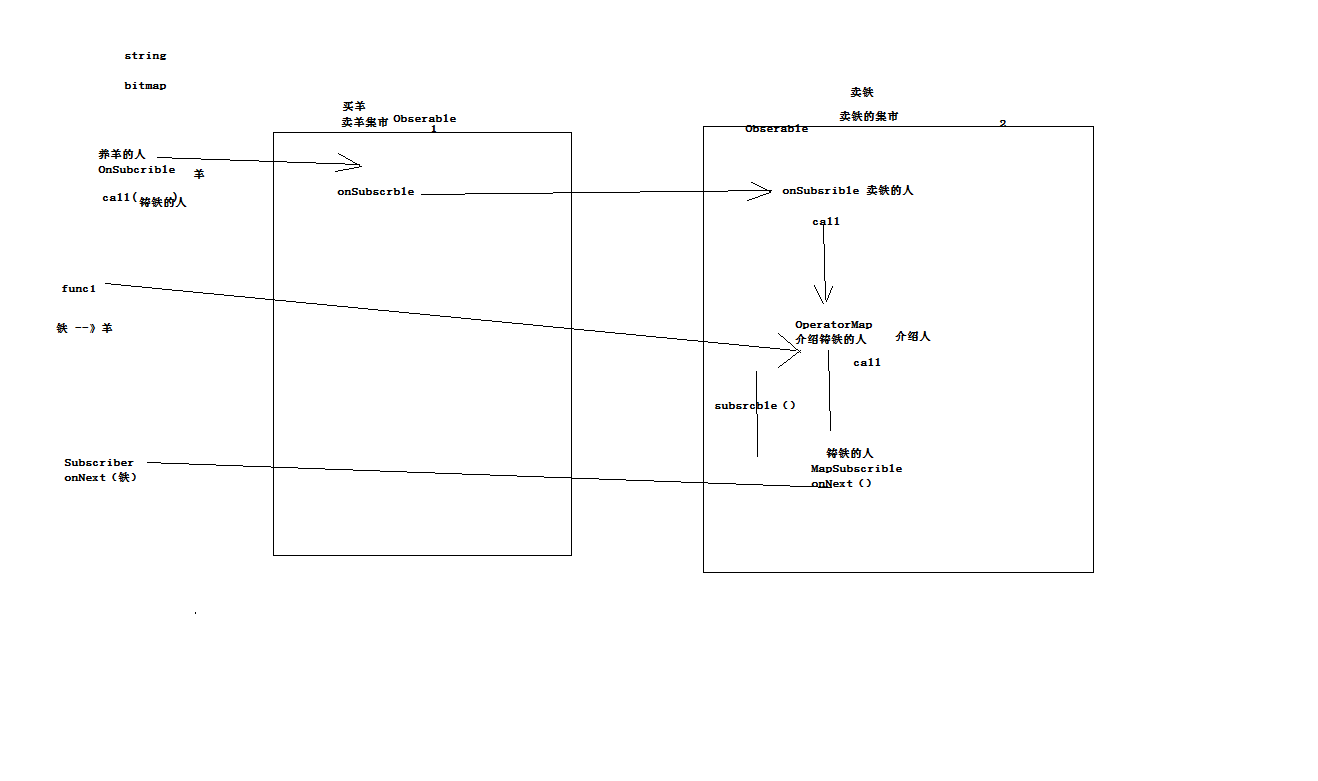 string
bitmap
买羊
卖羊集市 Obserable
1
卖铁
卖铁的集市
Obserable
2
养羊的人
OnSubcrible
羊
call( )
铸铁的人
onSubscrble
onSubsrible 卖铁的人
call
func1
铁 --》羊
OperatorMap
介绍铸铁的人
介绍人
call
subsrcble（）
Subscriber
onNext（铁）
铸铁的人
MapSubscrible
onNext（）